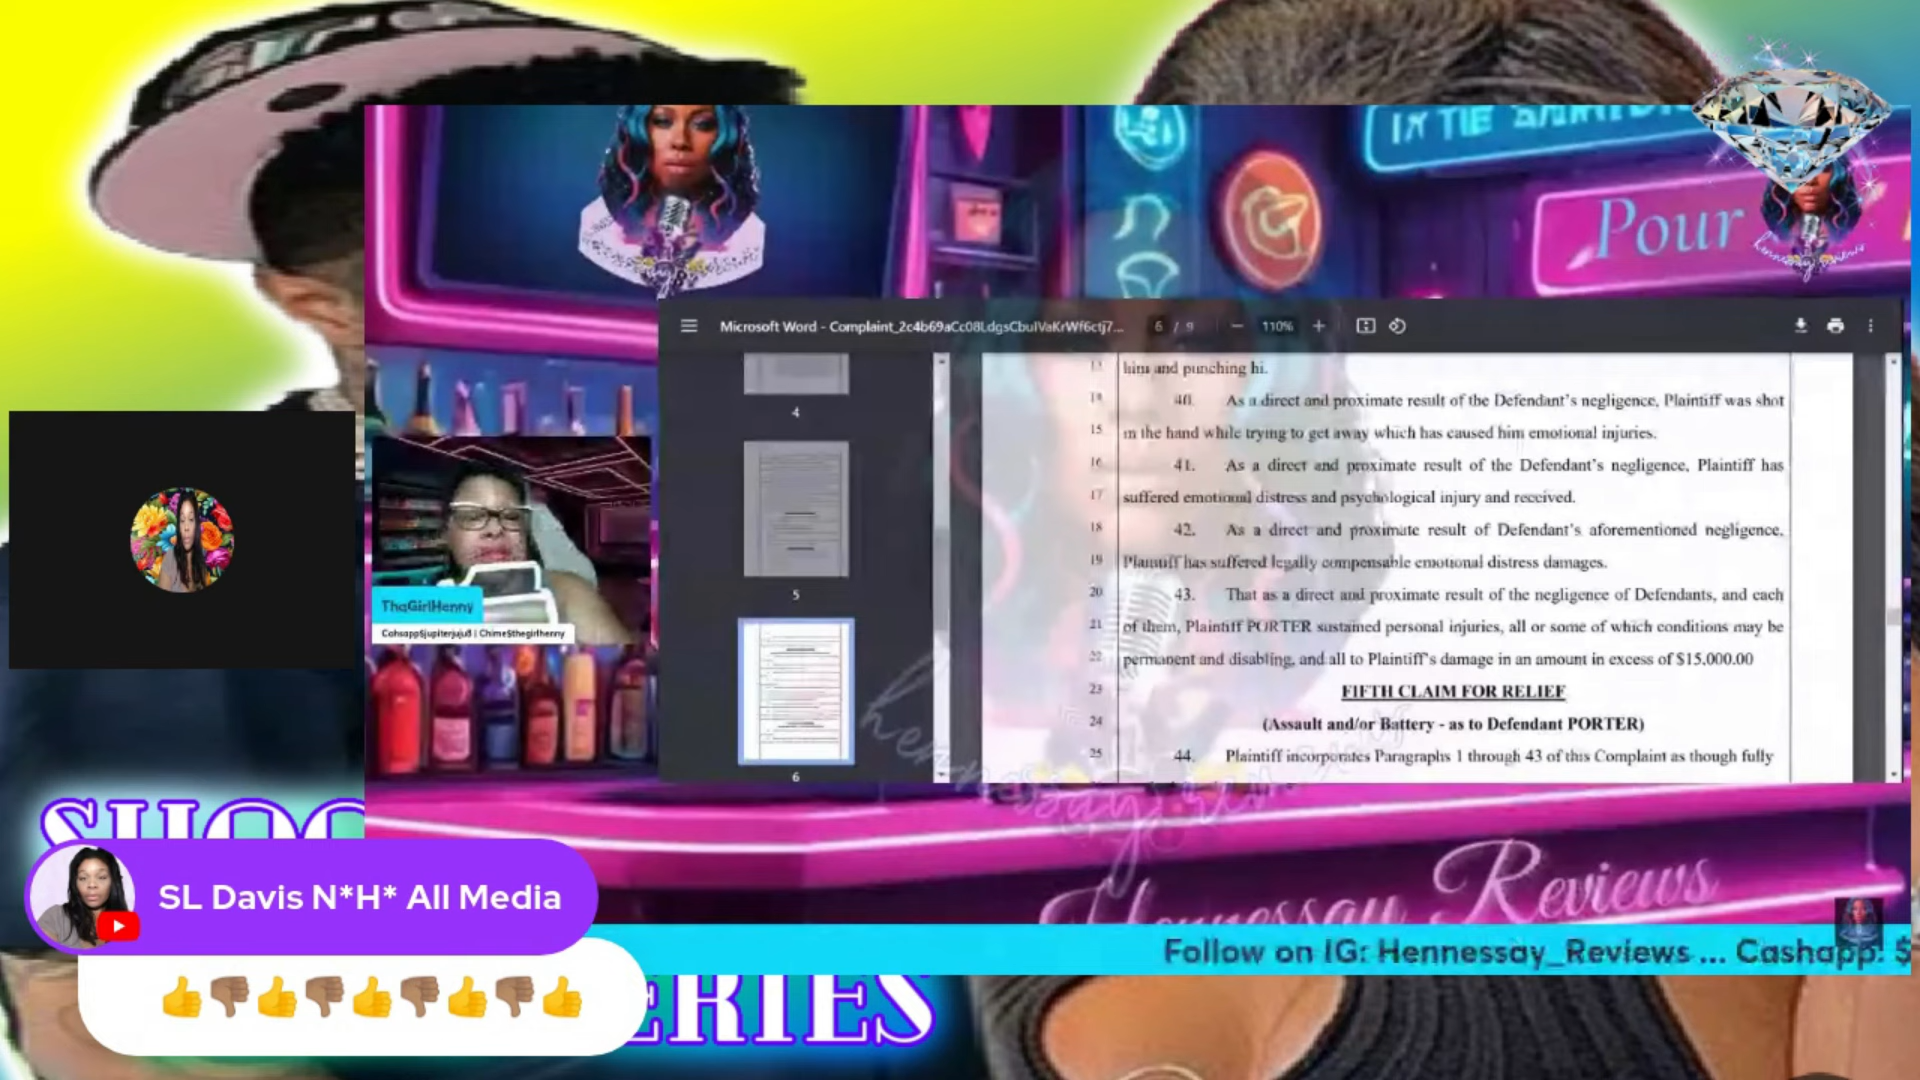 Pour
Microsoft Word - Complaint_2c4b69aCc08LdgsCbuIVaKrWf6ctj7...
6 / 9
110%
him and punching hi.
14 40. As a direct and proximate result of the Defendant's negligence, Plaintiff was shot
15 in the hand while trying to get away which has caused him emotional injuries.
16 41. As a direct and proximate result of the Defendant's negligence, Plaintiff has
17 suffered emotional distress and psychological injury and received.
18 42. As a direct and proximate result of Defendant's aforementioned negligence,
19 Plaintiff has suffered legally compensable emotional distress damages.
20 43. That as a direct and proximate result of the negligence of Defendants, and each
21 of them, Plaintiff PORTER sustained personal injuries, all or some of which conditions may be
22 permanent and disabling, and all to Plaintiff's damage in an amount in excess of $15,000.00
23 FIFTH CLAIM FOR RELIEF
24 (Assault and/or Battery - as to Defendant PORTER)
25 44. Plaintiff incorporates Paragraphs 1 through 43 of this Complaint as though fully
4
5
6
ThaGirlHenny
Cahsapp$jupiterjuju8 | Chime$thegirlhenny
Hennessay Reviews
SL Davis N*H* All Media
👍👎🏾👍👎🏾👍👎🏾👍👎🏾👍
Follow on IG: Hennessay_Reviews ... Cashapp: $
ERIES